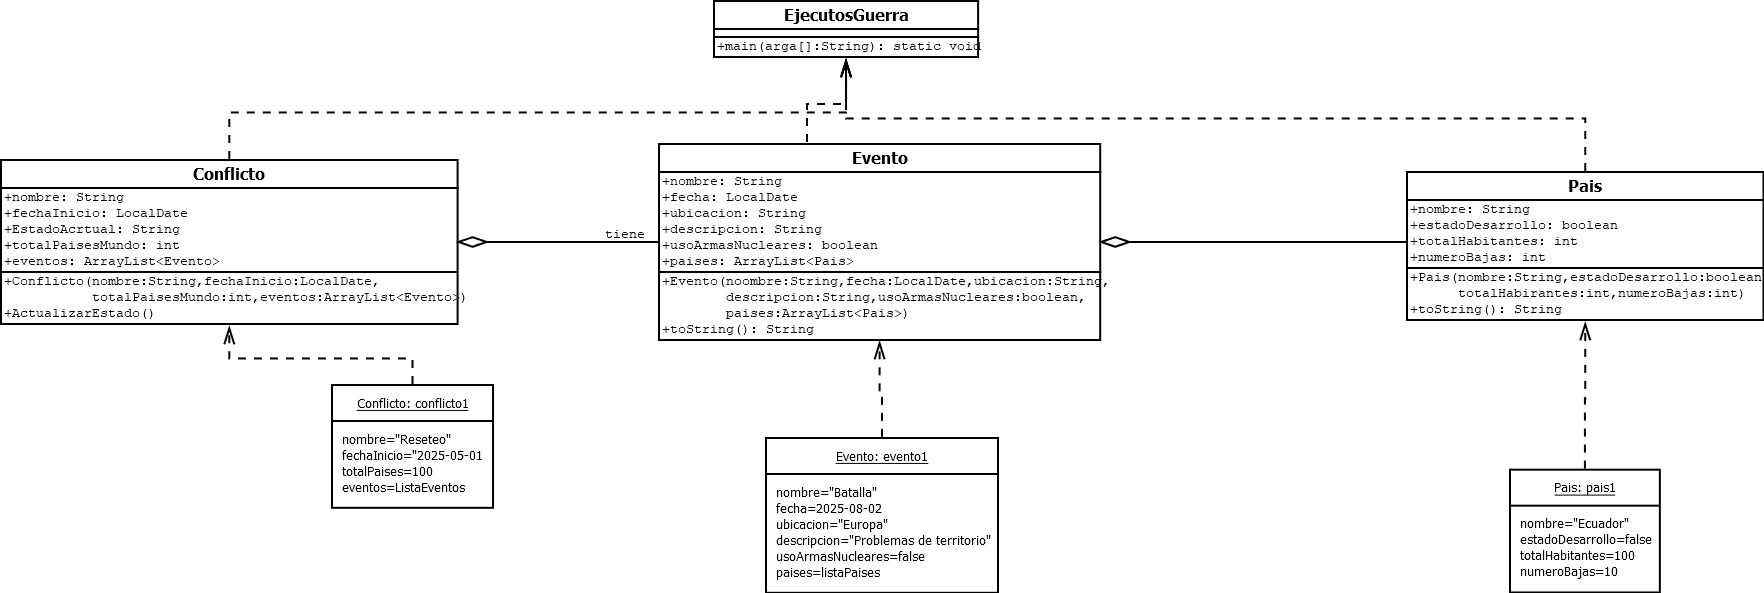 EjecutosGuerra
+main(arga[]:String): static void
Conflicto
+nombre: String
+fechaInicio: LocalDate
+EstadoAcrtual: String
+totalPaisesMundo: int
+eventos: ArrayList<Evento>
+Conflicto(nombre:String,fechaInicio:LocalDate,
totalPaisesMundo:int,eventos:ArrayList<Evento>)
+ActualizarEstado()
tiene
Evento
+nombre: String
+fecha: LocalDate
+ubicacion: String
+descripcion: String
+usoArmasNucleares: boolean
+paises: ArrayList<Pais>
+Evento(noombre:String,fecha:LocalDate,ubicacion:String,
descripcion:String,usoArmasNucleares:boolean,
paises:ArrayList<Pais>)
+toString(): String
Pais
+nombre: String
+estadoDesarrollo: boolean
+totalHabitantes: int
+numeroBajas: int
+Pais(nombre:String,estadoDesarrollo:boolean
totalHabirantes:int,numeroBajas:int)
+toString(): String
Conflicto: conflicto1
nombre="Reseteo"
fechaInicio="2025-05-01
totalPaises=100
eventos=ListaEventos
Evento: evento1
nombre="Batalla"
fecha=2025-08-02
ubicacion="Europa"
descripcion="Problemas de territorio"
usoArmasNucleares=false
paises=listaPaises
Pais: pais1
nombre="Ecuador"
estadoDesarrollo=false
totalHabitantes=100
numeroBajas=10